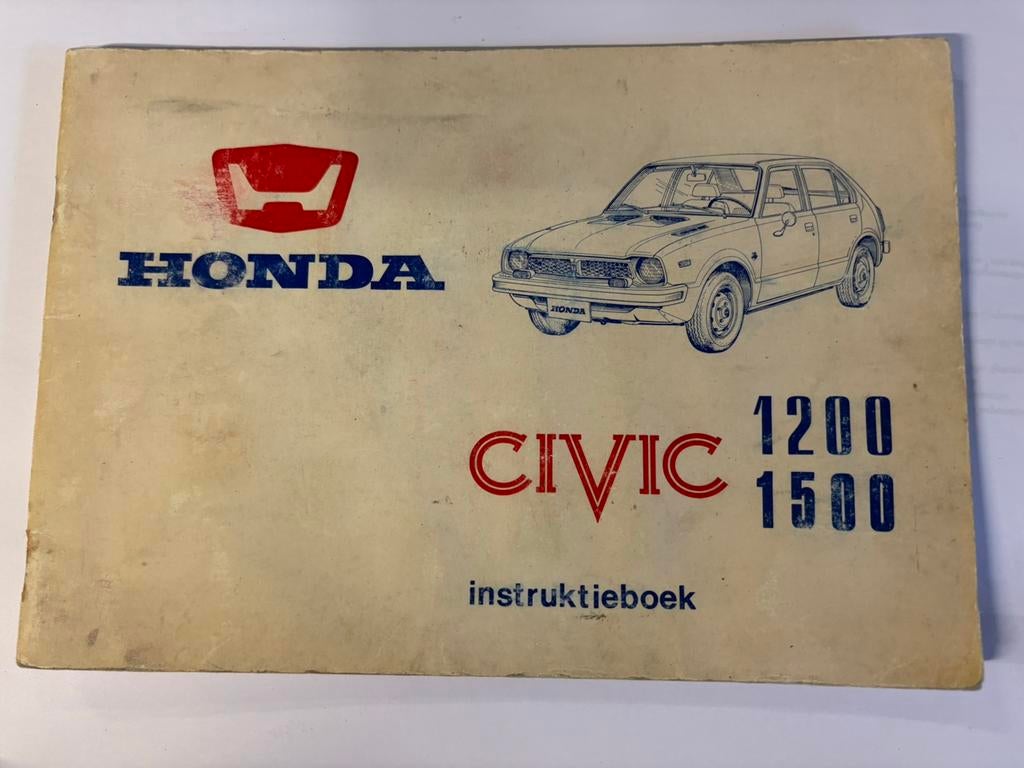 HONDA
HONDA
CIVIC
1200
1500
instruktieboek